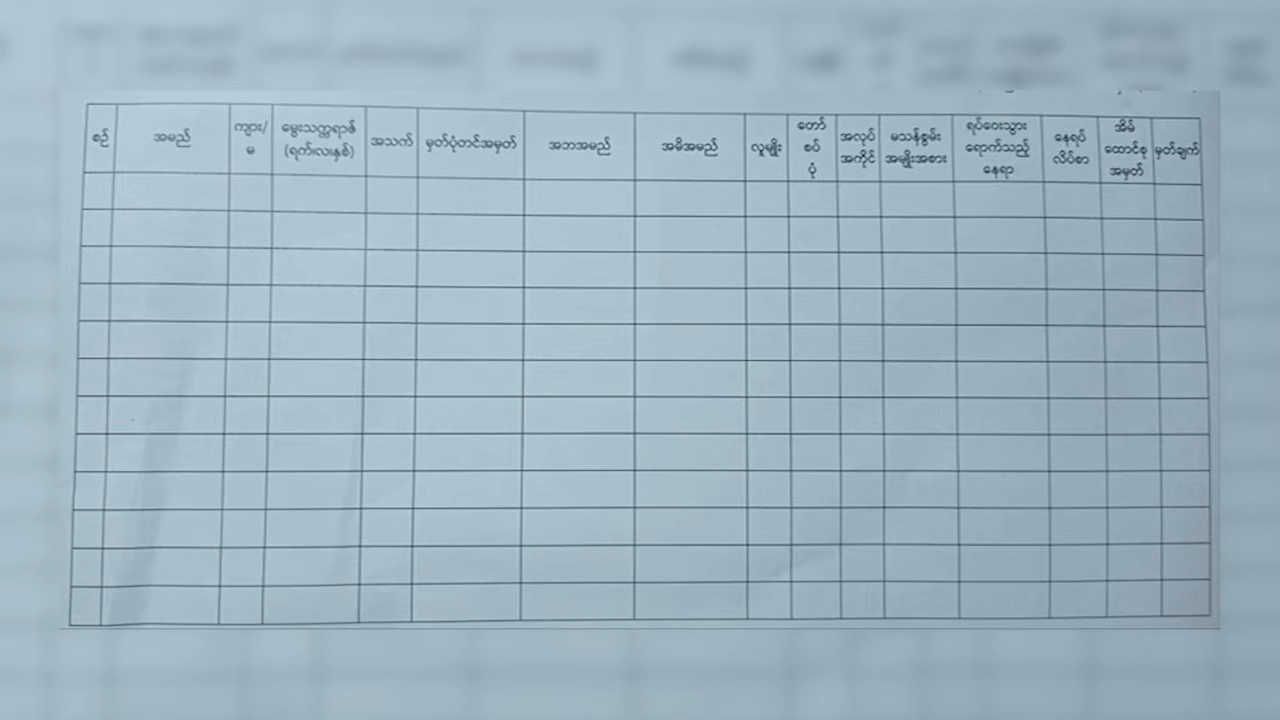 စဉ်
အမည်
ကျား/
မ
မွေးသက္ကရာဇ်
(ရက်၊လ၊နှစ်)
အသက်
မှတ်ပုံတင်အမှတ်
အဘအမည်
အမိအမည်
လူမျိုး
တော်
စပ်
ပုံ
အလုပ်
အကိုင်
မသန်စွမ်း
အမျိုးအစား
ရပ်ဝေးသွား
ရောက်သည့်
နေရာ
နေရပ်
လိပ်စာ
အိမ်
ထောင်စု
အမှတ်
မှတ်ချက်